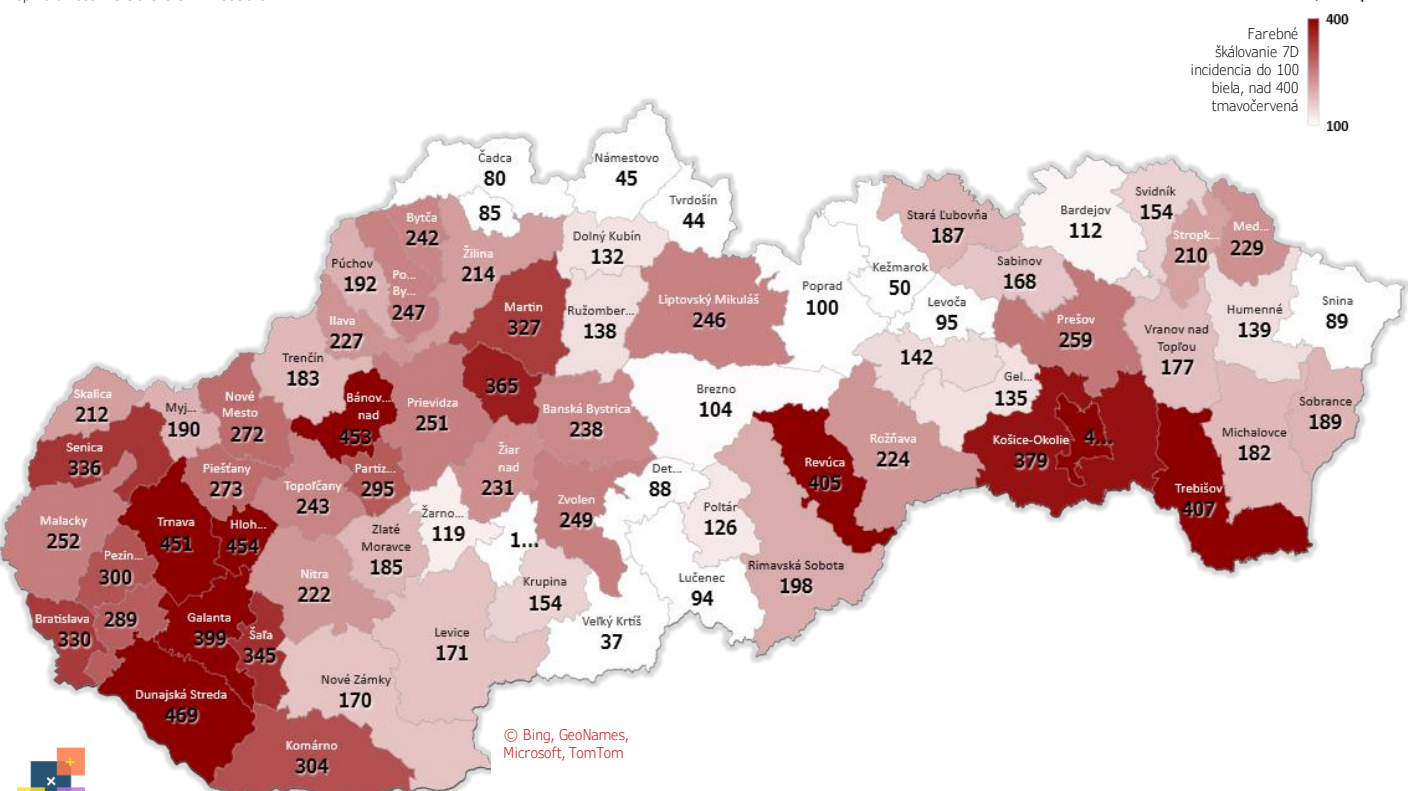 400
Farebné
škálovanie 7D
incidencia do 100
biela, nad 400
tmavočervená
100
Čadca
80
Námestovo
45
85
Tvrdošín
44
Bytča
242
Dolný Kubín
132
Žilina
214
Púchov
192
Po...
By...
247
Stará Ľubovňa
187
Bardejov
112
Svidník
154
Stropk...
210
Med...
229
Kežmarok
50
Sabinov
168
Poprad
100
Levoča
95
Liptovský Mikuláš
246
Martin
327
Ružomber...
138
Ilava
227
Trenčín
183
Prešov
259
Vranov nad
Topľou
177
Humenné
139
Snina
89
142
Gel...
135
365
Brezno
104
Bánov...
nad
453
Prievidza
251
Banská Bystrica
238
Skalica
212
Myj...
190
Nové
Mesto
272
Senica
336
Piešťany
273
Topoľčany
243
Partiz...
295
Žiar
nad
231
Det...
88
Zvolen
249
Revúca
405
Rožňava
224
Košice-Okolie
379
4...
Trebišov
407
Michalovce
182
Sobrance
189
Malacky
252
Trnava
451
Hloh...
454
Pezin...
300
Zlaté
Moravce
185
Žarno...
119
1...
Poltár
126
Nitra
222
Krupina
154
Lučenec
94
Rimavská Sobota
198
Bratislava
330
289
Galanta
399
Šaľa
345
Levice
171
Veľký Krtíš
37
Dunajská Streda
469
Nové Zámky
170
Komárno
304
© Bing, GeoNames,
Microsoft, TomTom